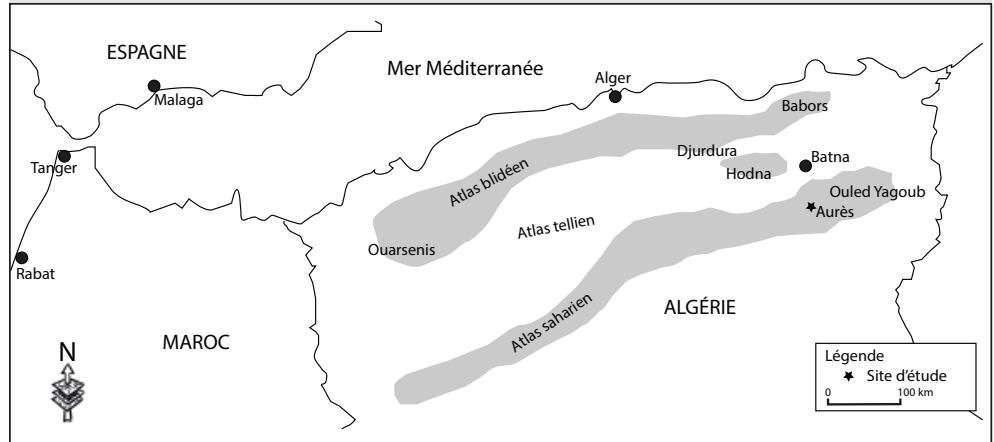 ESPAGNE
Mer Méditerranée
Malaga
Alger
Babors
Tanger
Djurdura
Batna
Atlas blidéen
Hodna
Ouled Yagoub
Aurès
Atlas tellien
Ouarsenis
Rabat
Atlas saharien
ALGÉRIE
MAROC
N
Légende
Site d'étude
0 100 km